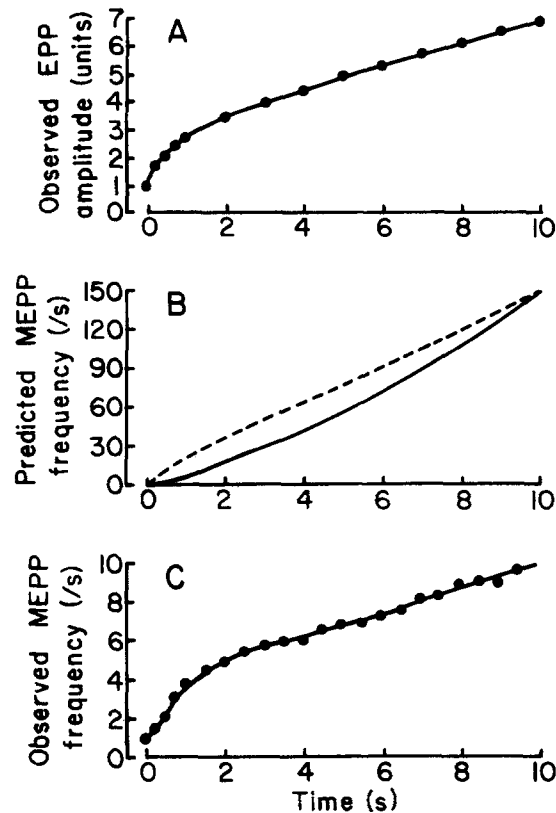 A
Observed EPP
amplitude (units)
7
6
5
4
3
2
1
0
0 2 4 6 8 10
B
Predicted MEPP
frequency (/s)
150
120
90
60
30
0
0 2 4 6 8 10
C
Observed MEPP
frequency (/s)
10
8
6
4
2
0
0 2 4 6 8 10
Time (s)